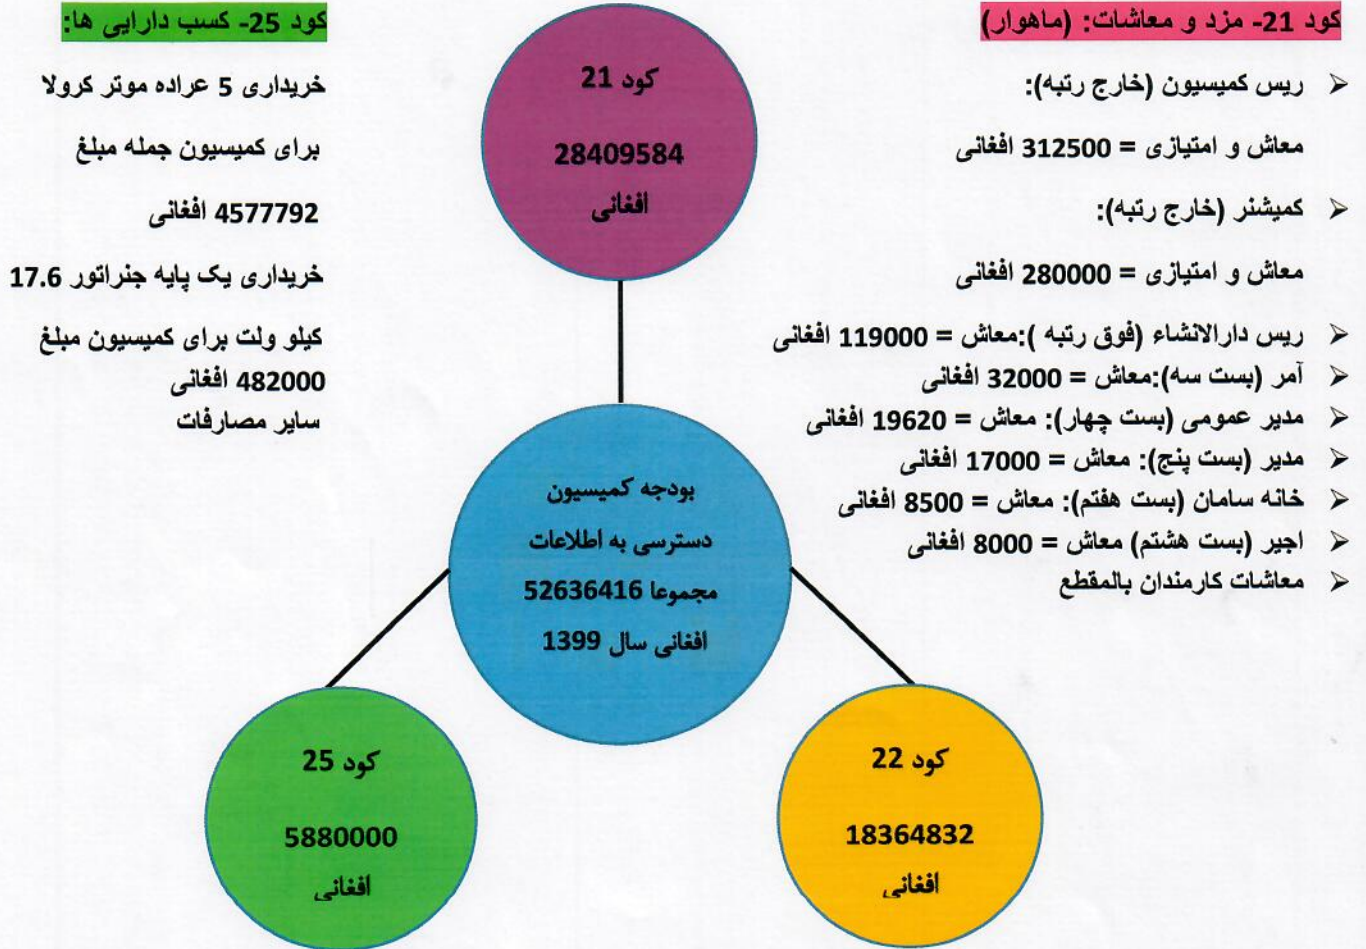 کود 21- مزد و معاشات: (ماهوار)
ریس کمیسیون (خارج رتبه):
معاش و امتیازی = 312500 افغانی
کمیشنر (خارج رتبه):
معاش و امتیازی = 280000 افغانی
ریس دارالانشاء (فوق رتبه ):معاش = 119000 افغانی
آمر (بست سه):معاش = 32000 افغانی
مدیر عمومی (بست چهار): معاش = 19620 افغانی
مدیر (بست پنج): معاش = 17000 افغانی
خانه سامان (بست هفتم): معاش = 8500 افغانی
اجیر (بست هشتم) معاش = 8000 افغانی
معاشات کارمندان بالمقطع
کود 21
28409584
افغانی
کود 25- کسب دارایی ها:
خریداری 5 عراده موتر کرولا
برای کمیسیون جمله مبلغ
4577792 افغانی
خریداری یک پایه جنراتور 17.6
کیلو ولت برای کمیسیون مبلغ
482000 افغانی
سایر مصارفات
بودجه کمیسیون
دسترسی به اطلاعات
مجموعا 52636416
افغانی سال 1399
کود 22
18364832
افغانی
کود 25
5880000
افغانی